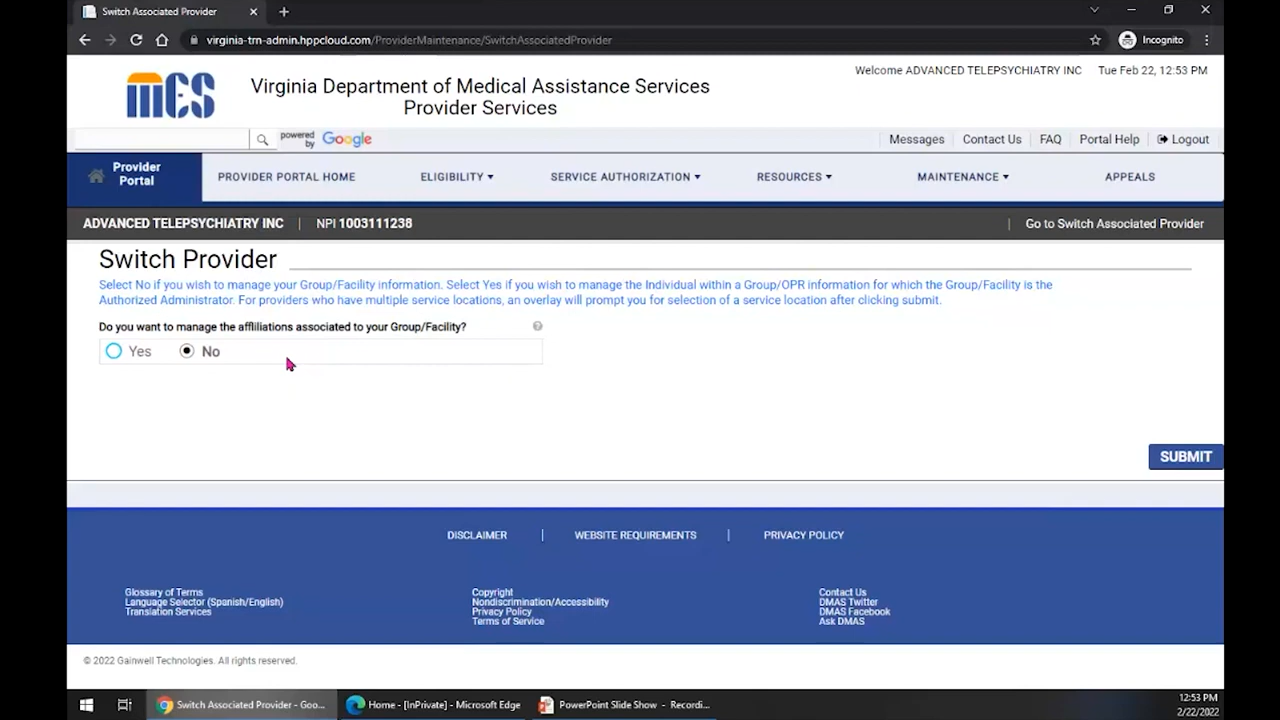 Switch Associated Provider
virginia-trn-admin.hppcloud.com/ProviderMaintenance/SwitchAssociatedProvider
Incognito
mes
Virginia Department of Medical Assistance Services
Provider Services
Welcome ADVANCED TELEPSYCHIATRY INC Tue Feb 22, 12:53 PM
powered by Google
Messages Contact Us FAQ Portal Help Logout
Provider
Portal
PROVIDER PORTAL HOME ELIGIBILITY SERVICE AUTHORIZATION RESOURCES MAINTENANCE APPEALS
ADVANCED TELEPSYCHIATRY INC | NPI 1003111238 | Go to Switch Associated Provider
Switch Provider
Select No if you wish to manage your Group/Facility information. Select Yes if you wish to manage the Individual within a Group/OPR information for which the Group/Facility is the
Authorized Administrator. For providers who have multiple service locations, an overlay will prompt you for selection of a service location after clicking submit.
Do you want to manage the affliliations associated to your Group/Facility?
Yes No
SUBMIT
DISCLAIMER | WEBSITE REQUIREMENTS | PRIVACY POLICY
Glossary of Terms
Language Selector (Spanish/English)
Translation Services
Copyright
Nondiscrimination/Accessibility
Privacy Policy
Terms of Service
Contact Us
DMAS Twitter
DMAS Facebook
Ask DMAS
© 2022 Gainwell Technologies. All rights reserved.
Switch Associated Provider - Goo...
Home - [InPrivate] - Microsoft Edge
PowerPoint Slide Show - Recordi...
12:53 PM
2/22/2022